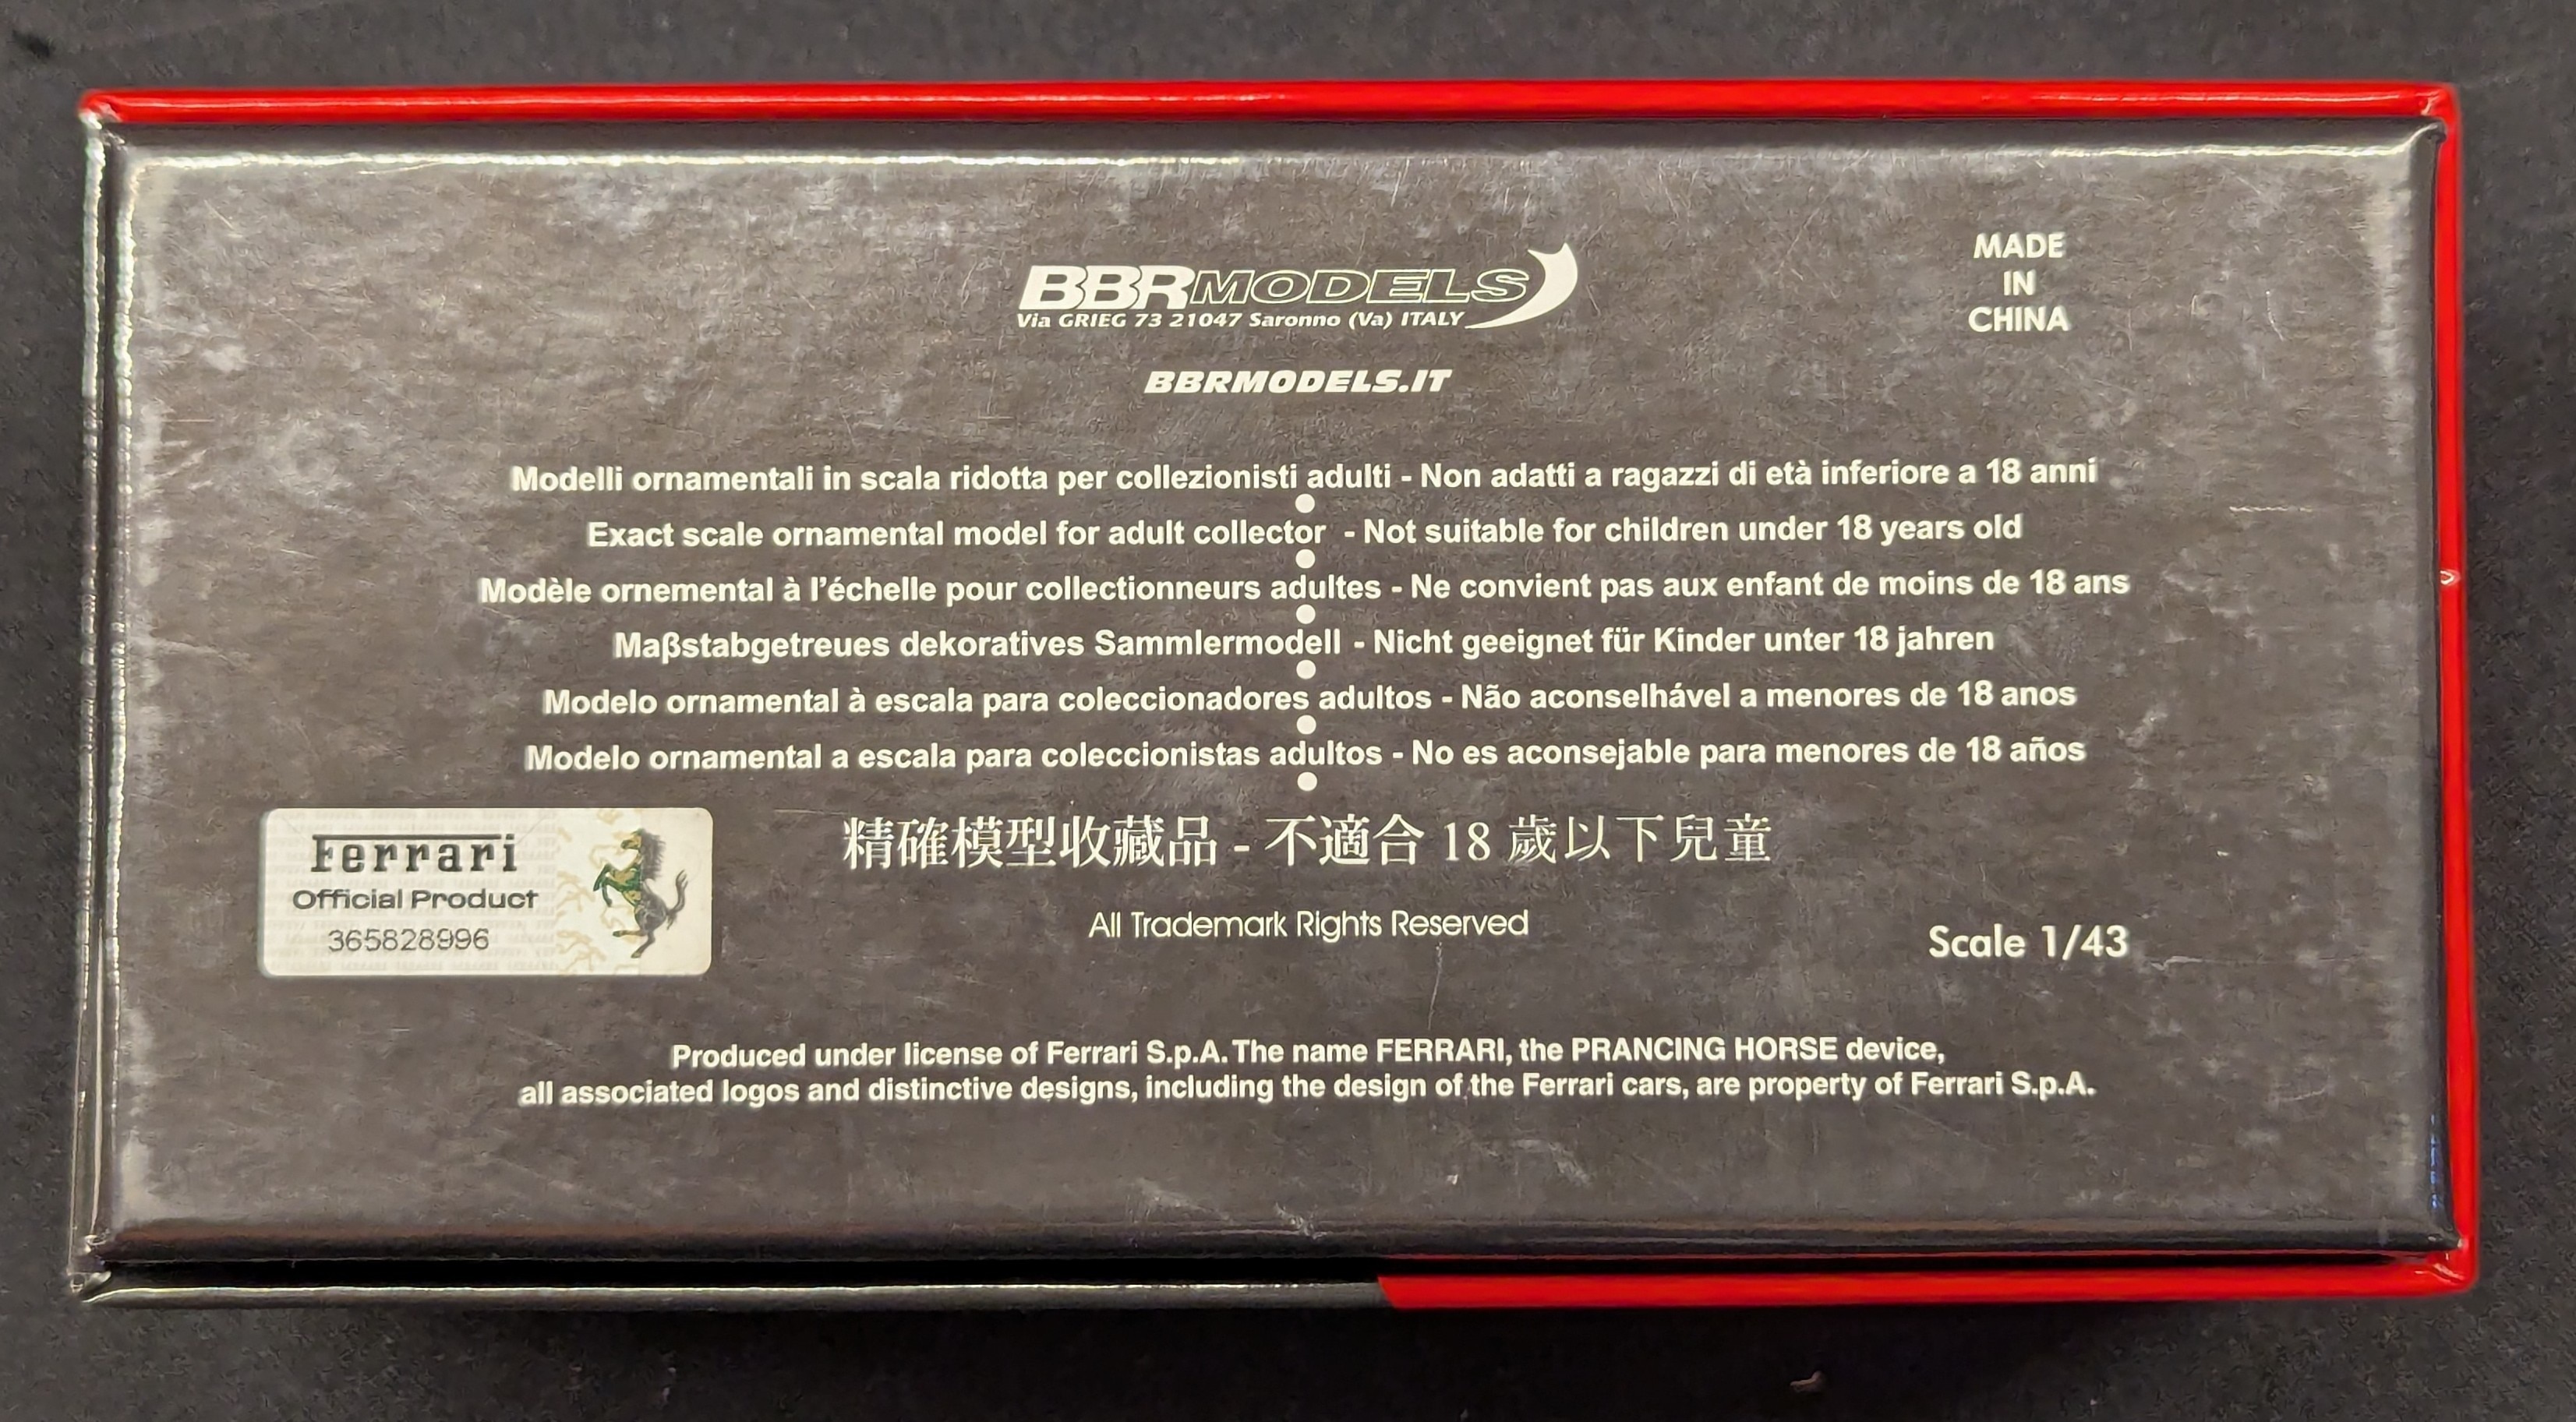 BBRMODELS
Via GRIEG 73 21047 Saronno (Va) ITALY
MADE
IN
CHINA
BBRMODELS.IT
Modelli ornamentali in scala ridotta per collezionisti adulti - Non adatti a ragazzi di età inferiore a 18 anni
Exact scale ornamental model for adult collector - Not suitable for children under 18 years old
Modèle ornemental à l'échelle pour collectionneurs adultes - Ne convient pas aux enfant de moins de 18 ans
Maβstabgetreues dekoratives Sammlermodell - Nicht geeignet für Kinder unter 18 jahren
Modelo ornamental à escala para coleccionadores adultos - Não aconselhável a menores de 18 anos
Modelo ornamental a escala para coleccionistas adultos - No es aconsejable para menores de 18 años
精確模型收藏品 - 不適合 18 歲以下兒童
Ferrari
Official Product
365828996
All Trademark Rights Reserved
Scale 1/43
Produced under license of Ferrari S.p.A. The name FERRARI, the PRANCING HORSE device,
all associated logos and distinctive designs, including the design of the Ferrari cars, are property of Ferrari S.p.A.